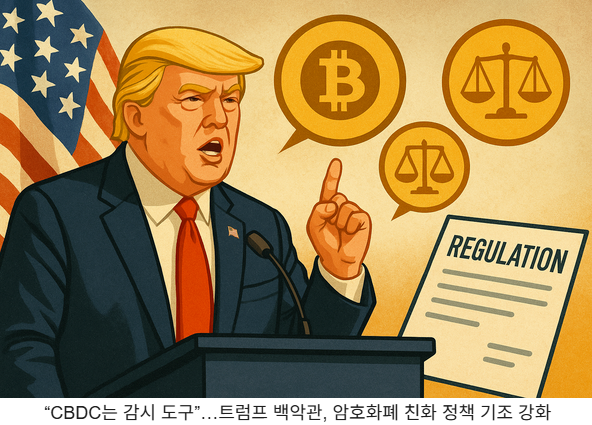 REGULATION
“CBDC는 감시 도구”…트럼프 백악관, 암호화폐 친화 정책 기조 강화